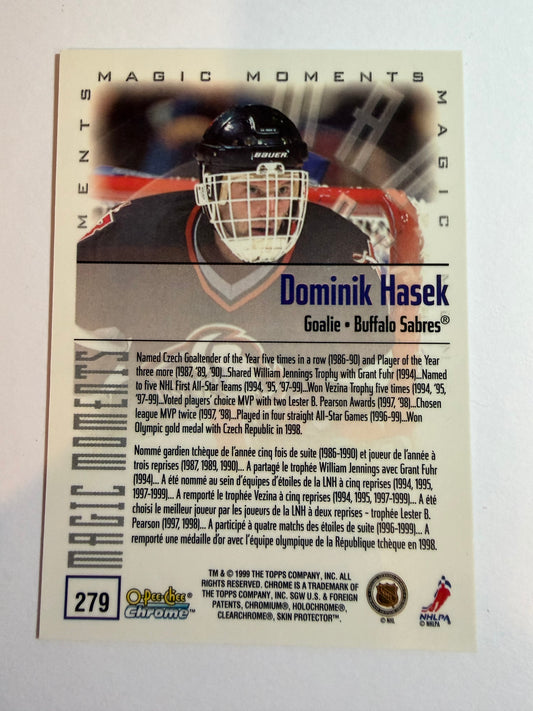 MAGIC MOMENTS
MENTS
MAGIC
BAUER
Dominik Hasek
Goalie • Buffalo Sabres®
MAGIC MOMENTS
Named Czech Goaltender of the Year five times in a row (1986-90) and Player of the Year
three more (1987, '89, '90)...Shared William Jennings Trophy with Grant Fuhr (1994)...Named
to five NHL First All-Star Teams (1994, '95, '97-99)...Won Vezina Trophy five times (1994, '95,
'97-99)...Voted players' choice MVP with two Lester B. Pearson Awards (1997, '98)...Chosen
league MVP twice (1997, '98)...Played in four straight All-Star Games (1996-99)...Won
Olympic gold medal with Czech Republic in 1998.
Nommé gardien tchèque de l'année cinq fois de suite (1986-1990) et joueur de l'année à
trois reprises (1987, 1989, 1990)... A partagé le trophée William Jennings avec Grant Fuhr
(1994)... A été nommé au sein d'équipes d'étoiles de la LNH à cinq reprises (1994, 1995,
1997-1999)... A remporté le trophée Vezina à cinq reprises (1994, 1995, 1997-1999)... A été
choisi le meilleur joueur par les joueurs de la LNH à deux reprises - trophée Lester B.
Pearson (1997, 1998)... A participé à quatre matchs des étoiles de suite (1996-1999)... A
remporté une médaille d'or avec l'équipe olympique de la République tchèque en 1998.
279
O-Pee-Chee®
Chrome™
TM & © 1999 THE TOPPS COMPANY, INC. ALL
RIGHTS RESERVED. CHROME IS A TRADEMARK OF
THE TOPPS COMPANY, INC. SGW U.S. & FOREIGN
PATENTS, CHROMIUM®, HOLOCHROME®,
CLEARCHROME®, SKIN PROTECTOR™.
© NHL
NHLPA
© NHLPA